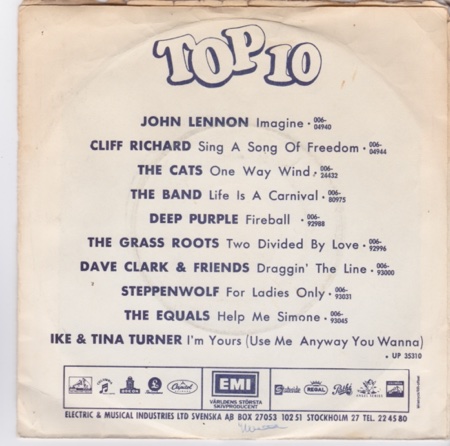 TOP 10
JOHN LENNON Imagine • 006-04940
CLIFF RICHARD Sing A Song Of Freedom • 006-04944
THE CATS One Way Wind • 006-24432
THE BAND Life Is A Carnival • 006-80975
DEEP PURPLE Fireball • 006-92988
THE GRASS ROOTS Two Divided By Love • 006-92996
DAVE CLARK & FRIENDS Draggin' The Line • 006-93000
STEPPENWOLF For Ladies Only • 006-93031
THE EQUALS Help Me Simone • 006-93045
IKE & TINA TURNER I'm Yours (Use Me Anyway You Wanna)
• UP 35310
ODEON Capitol EMI Stateside REGAL Pathé
VÄRLDENS STÖRSTA
SKIVPRODUCENT
ELECTRIC & MUSICAL INDUSTRIES LTD SVENSKA AB BOX 27053 102 51 STOCKHOLM 27 TEL. 22 45 80